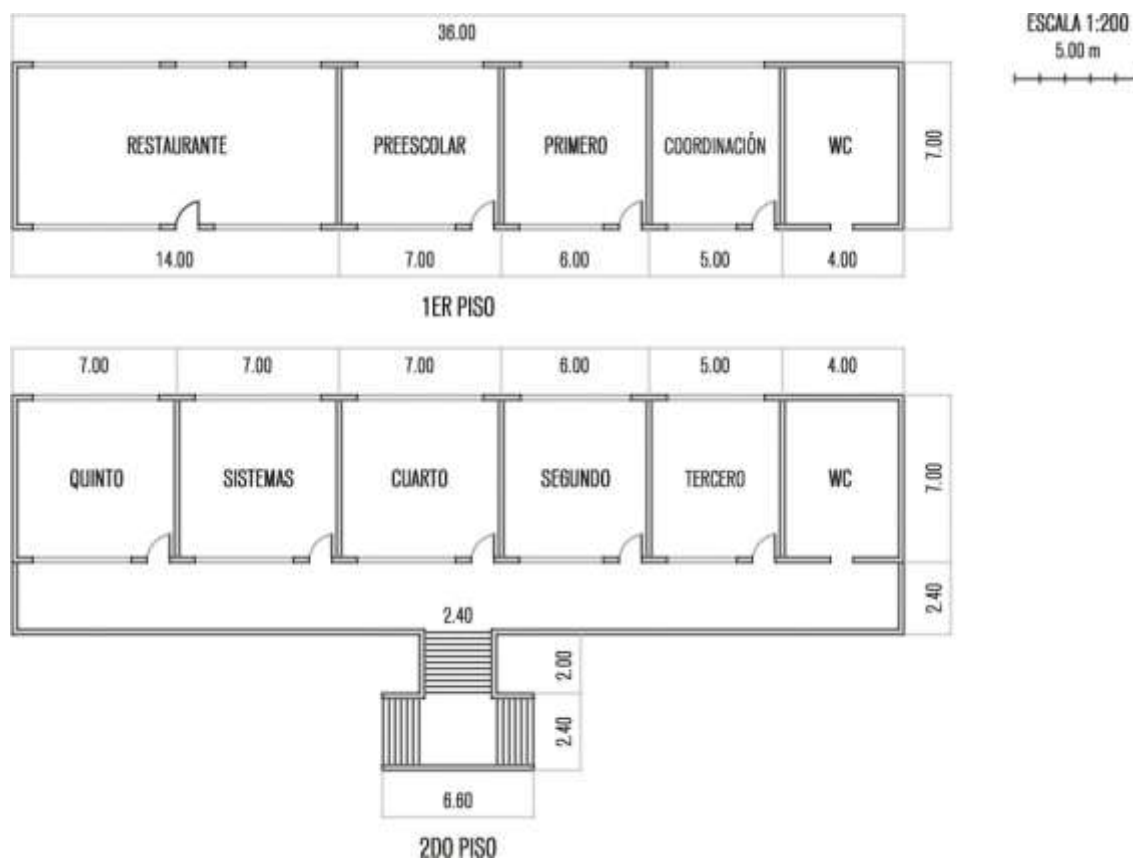 36.00
ESCALA 1:200
5.00 m
RESTAURANTE
PREESCOLAR
PRIMERO
COORDINACIÓN
WC
7.00
14.00
7.00
6.00
5.00
4.00
1ER PISO
7.00
7.00
7.00
6.00
5.00
4.00
QUINTO
SISTEMAS
CUARTO
SEGUNDO
TERCERO
WC
7.00
2.40
2.40
2.00
2.40
6.60
2DO PISO